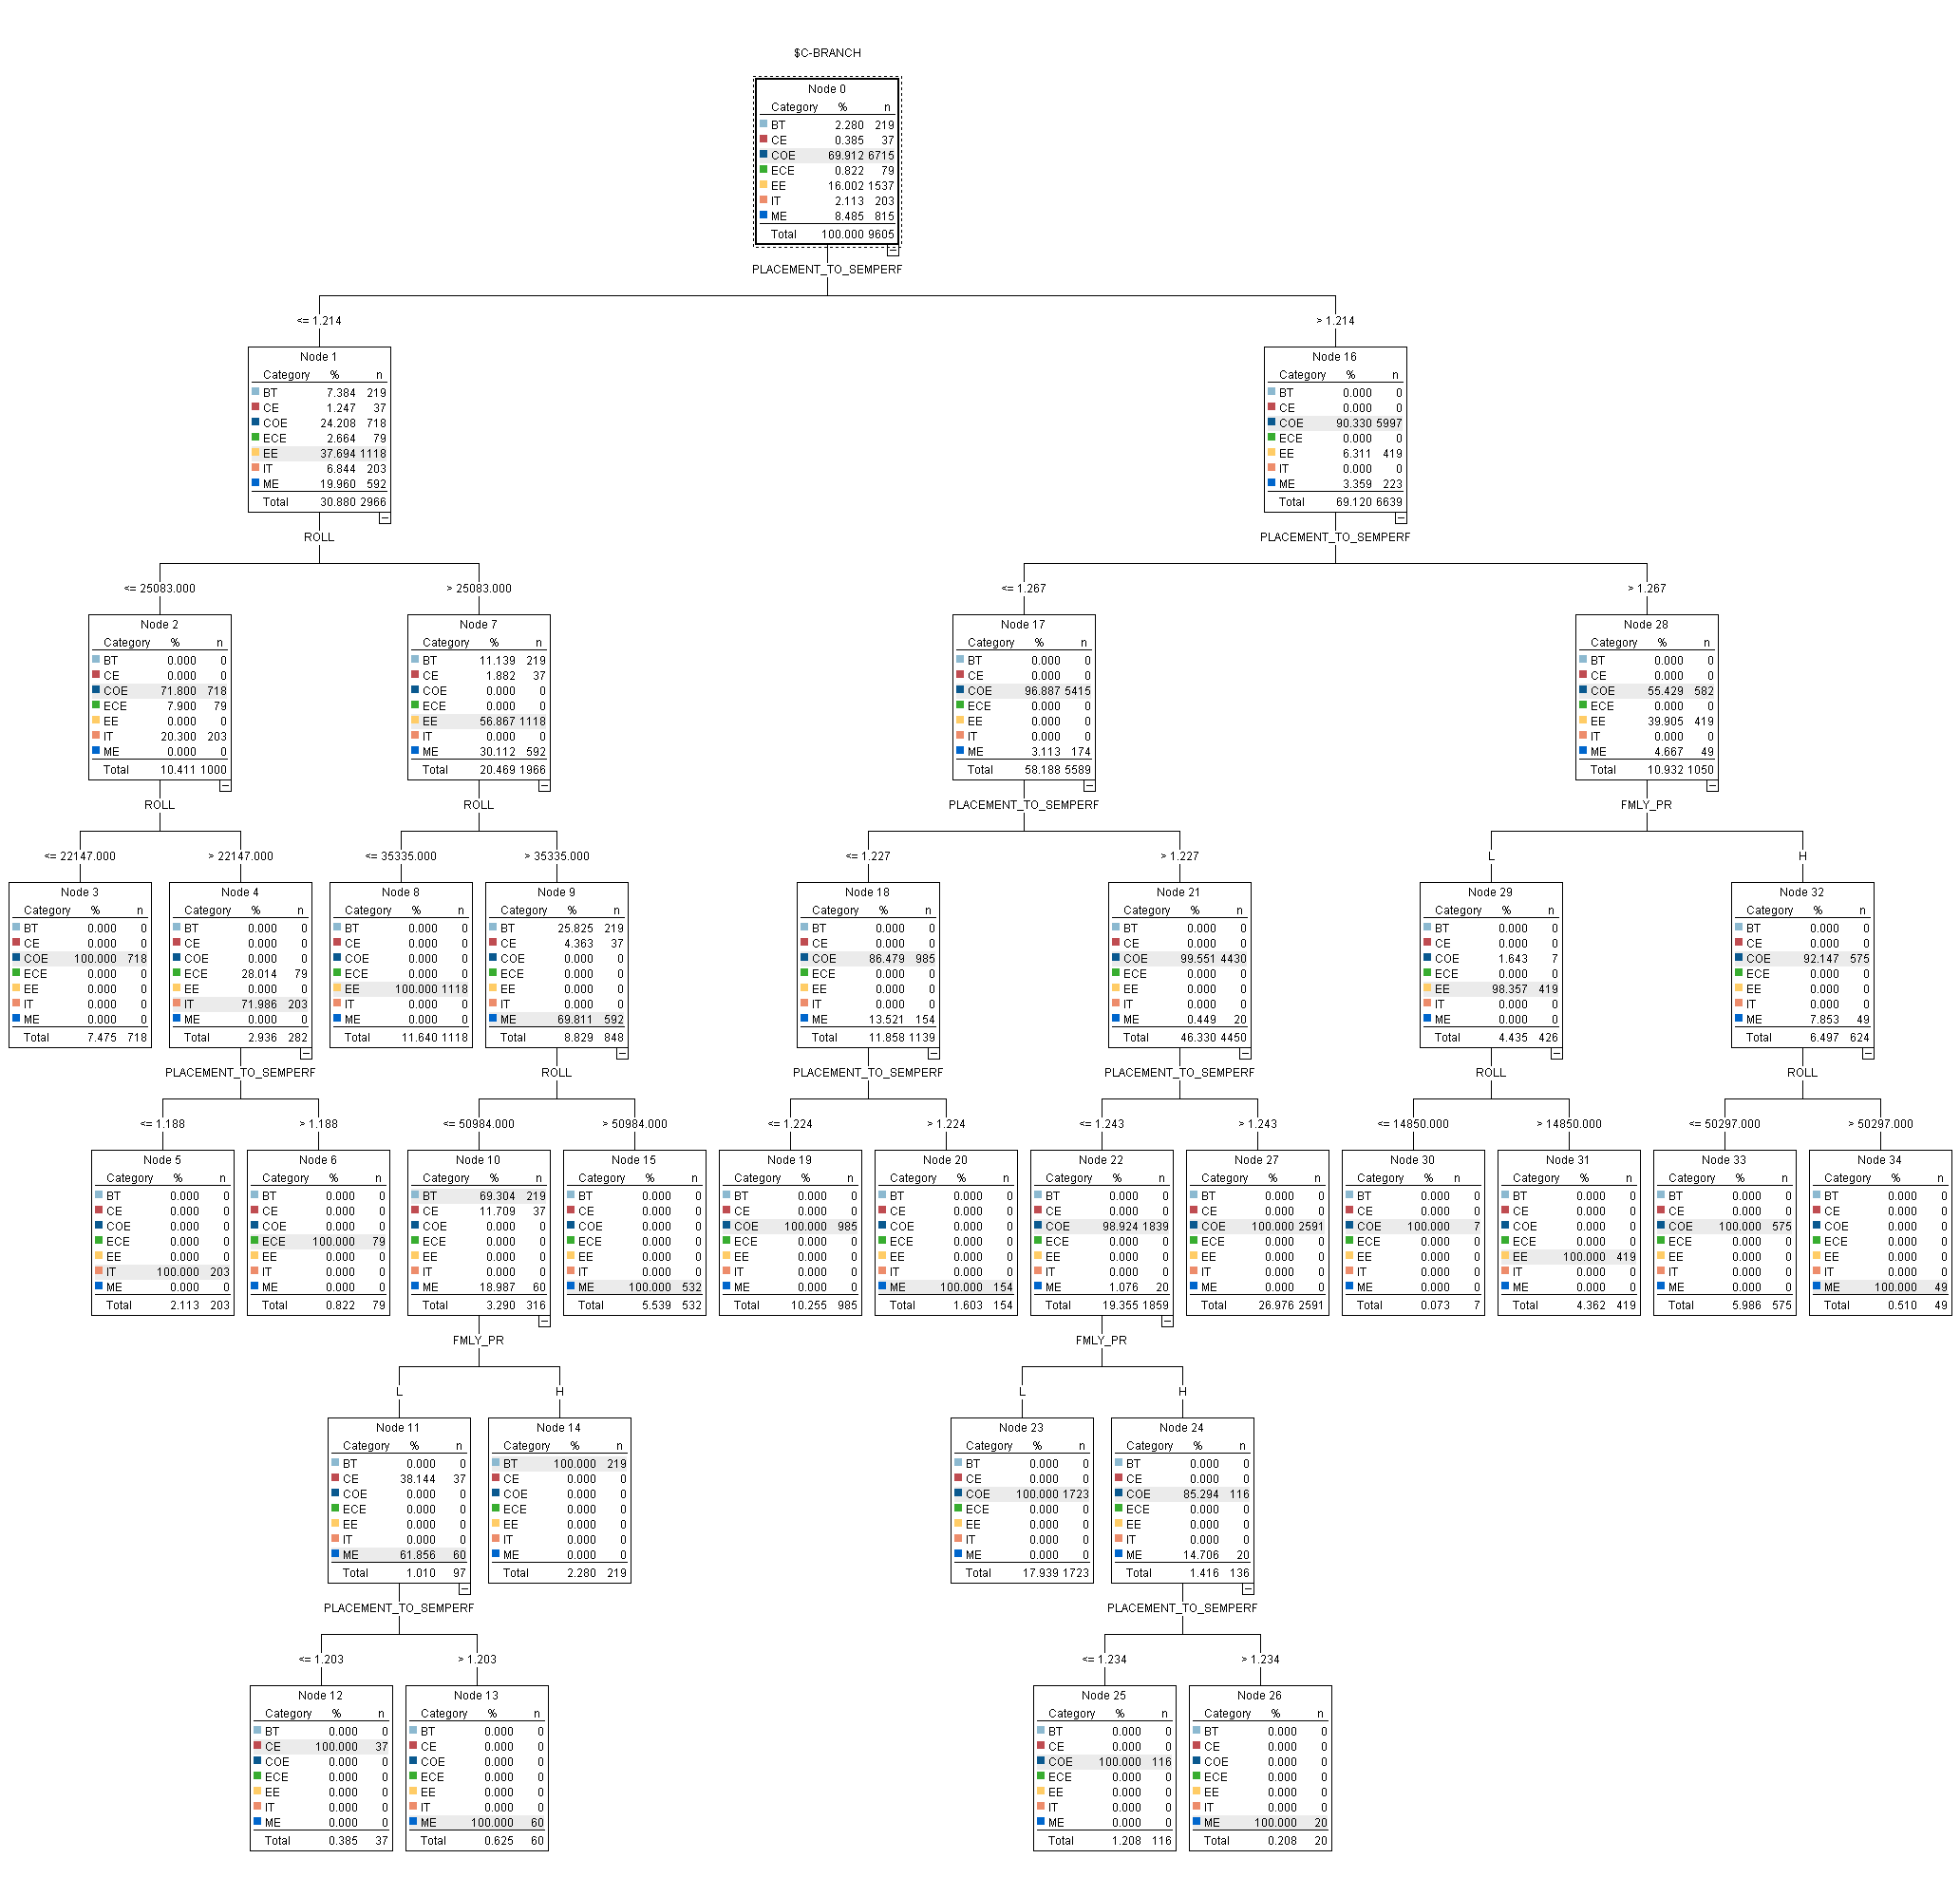 $C-BRANCH
Node 0
Category % n
BT 2.280 219
CE 0.385 37
COE 69.912 6715
ECE 0.822 79
EE 16.002 1537
IT 2.113 203
ME 8.485 815
Total 100.000 9605
PLACEMENT_TO_SEMPERF
<= 1.214
> 1.214
Node 1
Category % n
BT 7.384 219
CE 1.247 37
COE 24.208 718
ECE 2.664 79
EE 37.694 1118
IT 6.844 203
ME 19.960 592
Total 30.880 2966
ROLL
Node 16
Category % n
BT 0.000 0
CE 0.000 0
COE 90.330 5997
ECE 0.000 0
EE 6.311 419
IT 0.000 0
ME 3.359 223
Total 69.120 6639
PLACEMENT_TO_SEMPERF
<= 25083.000
> 25083.000
<= 1.267
> 1.267
Node 2
Category % n
BT 0.000 0
CE 0.000 0
COE 71.800 718
ECE 7.900 79
EE 0.000 0
IT 20.300 203
ME 0.000 0
Total 10.411 1000
ROLL
Node 7
Category % n
BT 11.139 219
CE 1.882 37
COE 0.000 0
ECE 0.000 0
EE 56.867 1118
IT 0.000 0
ME 30.112 592
Total 20.469 1966
ROLL
Node 17
Category % n
BT 0.000 0
CE 0.000 0
COE 96.887 5415
ECE 0.000 0
EE 0.000 0
IT 0.000 0
ME 3.113 174
Total 58.188 5589
PLACEMENT_TO_SEMPERF
Node 28
Category % n
BT 0.000 0
CE 0.000 0
COE 55.429 582
ECE 0.000 0
EE 39.905 419
IT 0.000 0
ME 4.667 49
Total 10.932 1050
FMLY_PR
<= 22147.000
> 22147.000
<= 35335.000
> 35335.000
<= 1.227
> 1.227
L
H
Node 3
Category % n
BT 0.000 0
CE 0.000 0
COE 100.000 718
ECE 0.000 0
EE 0.000 0
IT 0.000 0
ME 0.000 0
Total 7.475 718
Node 4
Category % n
BT 0.000 0
CE 0.000 0
COE 0.000 0
ECE 28.014 79
EE 0.000 0
IT 71.986 203
ME 0.000 0
Total 2.936 282
PLACEMENT_TO_SEMPERF
Node 8
Category % n
BT 0.000 0
CE 0.000 0
COE 0.000 0
ECE 0.000 0
EE 100.000 1118
IT 0.000 0
ME 0.000 0
Total 11.640 1118
Node 9
Category % n
BT 25.825 219
CE 4.363 37
COE 0.000 0
ECE 0.000 0
EE 0.000 0
IT 0.000 0
ME 69.811 592
Total 8.829 848
ROLL
Node 18
Category % n
BT 0.000 0
CE 0.000 0
COE 86.479 985
ECE 0.000 0
EE 0.000 0
IT 0.000 0
ME 13.521 154
Total 11.858 1139
PLACEMENT_TO_SEMPERF
Node 21
Category % n
BT 0.000 0
CE 0.000 0
COE 99.551 4430
ECE 0.000 0
EE 0.000 0
IT 0.000 0
ME 0.449 20
Total 46.330 4450
PLACEMENT_TO_SEMPERF
Node 29
Category % n
BT 0.000 0
CE 0.000 0
COE 1.643 7
ECE 0.000 0
EE 98.357 419
IT 0.000 0
ME 0.000 0
Total 4.435 426
ROLL
Node 32
Category % n
BT 0.000 0
CE 0.000 0
COE 92.147 575
ECE 0.000 0
EE 0.000 0
IT 0.000 0
ME 7.853 49
Total 6.497 624
ROLL
<= 1.188
> 1.188
<= 50984.000
> 50984.000
<= 1.224
> 1.224
<= 1.243
> 1.243
<= 14850.000
> 14850.000
<= 50297.000
> 50297.000
Node 5
Category % n
BT 0.000 0
CE 0.000 0
COE 0.000 0
ECE 0.000 0
EE 0.000 0
IT 100.000 203
ME 0.000 0
Total 2.113 203
Node 6
Category % n
BT 0.000 0
CE 0.000 0
COE 0.000 0
ECE 100.000 79
EE 0.000 0
IT 0.000 0
ME 0.000 0
Total 0.822 79
Node 10
Category % n
BT 69.304 219
CE 11.709 37
COE 0.000 0
ECE 0.000 0
EE 0.000 0
IT 0.000 0
ME 18.987 60
Total 3.290 316
FMLY_PR
Node 15
Category % n
BT 0.000 0
CE 0.000 0
COE 0.000 0
ECE 0.000 0
EE 0.000 0
IT 0.000 0
ME 100.000 532
Total 5.539 532
Node 19
Category % n
BT 0.000 0
CE 0.000 0
COE 100.000 985
ECE 0.000 0
EE 0.000 0
IT 0.000 0
ME 0.000 0
Total 10.255 985
Node 20
Category % n
BT 0.000 0
CE 0.000 0
COE 0.000 0
ECE 0.000 0
EE 0.000 0
IT 0.000 0
ME 100.000 154
Total 1.603 154
Node 22
Category % n
BT 0.000 0
CE 0.000 0
COE 98.924 1839
ECE 0.000 0
EE 0.000 0
IT 0.000 0
ME 1.076 20
Total 19.355 1859
FMLY_PR
Node 27
Category % n
BT 0.000 0
CE 0.000 0
COE 100.000 2591
ECE 0.000 0
EE 0.000 0
IT 0.000 0
ME 0.000 0
Total 26.976 2591
Node 30
Category % n
BT 0.000 0
CE 0.000 0
COE 100.000 7
ECE 0.000 0
EE 0.000 0
IT 0.000 0
ME 0.000 0
Total 0.073 7
Node 31
Category % n
BT 0.000 0
CE 0.000 0
COE 0.000 0
ECE 0.000 0
EE 100.000 419
IT 0.000 0
ME 0.000 0
Total 4.362 419
Node 33
Category % n
BT 0.000 0
CE 0.000 0
COE 100.000 575
ECE 0.000 0
EE 0.000 0
IT 0.000 0
ME 0.000 0
Total 5.986 575
Node 34
Category % n
BT 0.000 0
CE 0.000 0
COE 0.000 0
ECE 0.000 0
EE 0.000 0
IT 0.000 0
ME 100.000 49
Total 0.510 49
L
H
L
H
Node 11
Category % n
BT 0.000 0
CE 38.144 37
COE 0.000 0
ECE 0.000 0
EE 0.000 0
IT 0.000 0
ME 61.856 60
Total 1.010 97
PLACEMENT_TO_SEMPERF
Node 14
Category % n
BT 100.000 219
CE 0.000 0
COE 0.000 0
ECE 0.000 0
EE 0.000 0
IT 0.000 0
ME 0.000 0
Total 2.280 219
Node 23
Category % n
BT 0.000 0
CE 0.000 0
COE 100.000 1723
ECE 0.000 0
EE 0.000 0
IT 0.000 0
ME 0.000 0
Total 17.939 1723
Node 24
Category % n
BT 0.000 0
CE 0.000 0
COE 85.294 116
ECE 0.000 0
EE 0.000 0
IT 0.000 0
ME 14.706 20
Total 1.416 136
PLACEMENT_TO_SEMPERF
<= 1.203
> 1.203
<= 1.234
> 1.234
Node 12
Category % n
BT 0.000 0
CE 100.000 37
COE 0.000 0
ECE 0.000 0
EE 0.000 0
IT 0.000 0
ME 0.000 0
Total 0.385 37
Node 13
Category % n
BT 0.000 0
CE 0.000 0
COE 0.000 0
ECE 0.000 0
EE 0.000 0
IT 0.000 0
ME 100.000 60
Total 0.625 60
Node 25
Category % n
BT 0.000 0
CE 0.000 0
COE 100.000 116
ECE 0.000 0
EE 0.000 0
IT 0.000 0
ME 0.000 0
Total 1.208 116
Node 26
Category % n
BT 0.000 0
CE 0.000 0
COE 0.000 0
ECE 0.000 0
EE 0.000 0
IT 0.000 0
ME 100.000 20
Total 0.208 20